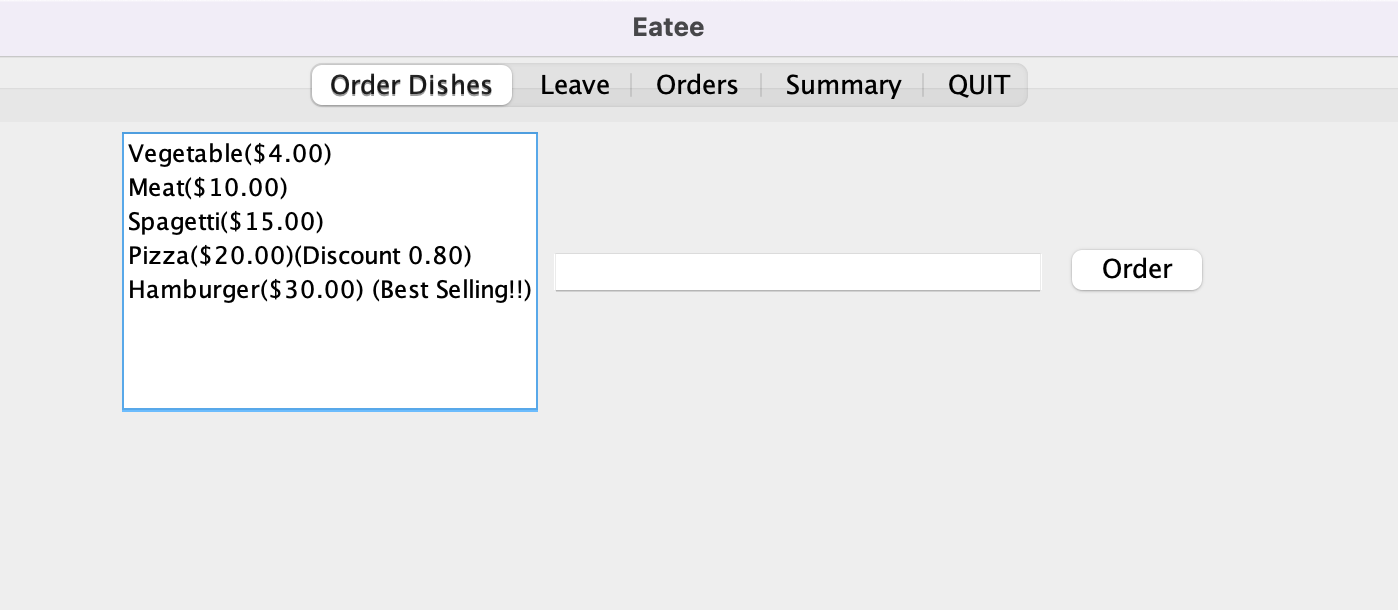 Eatee
Order Dishes Leave Orders Summary QUIT
Vegetable($4.00)
Meat($10.00)
Spagetti($15.00)
Pizza($20.00)(Discount 0.80)
Hamburger($30.00) (Best Selling!!)
Order